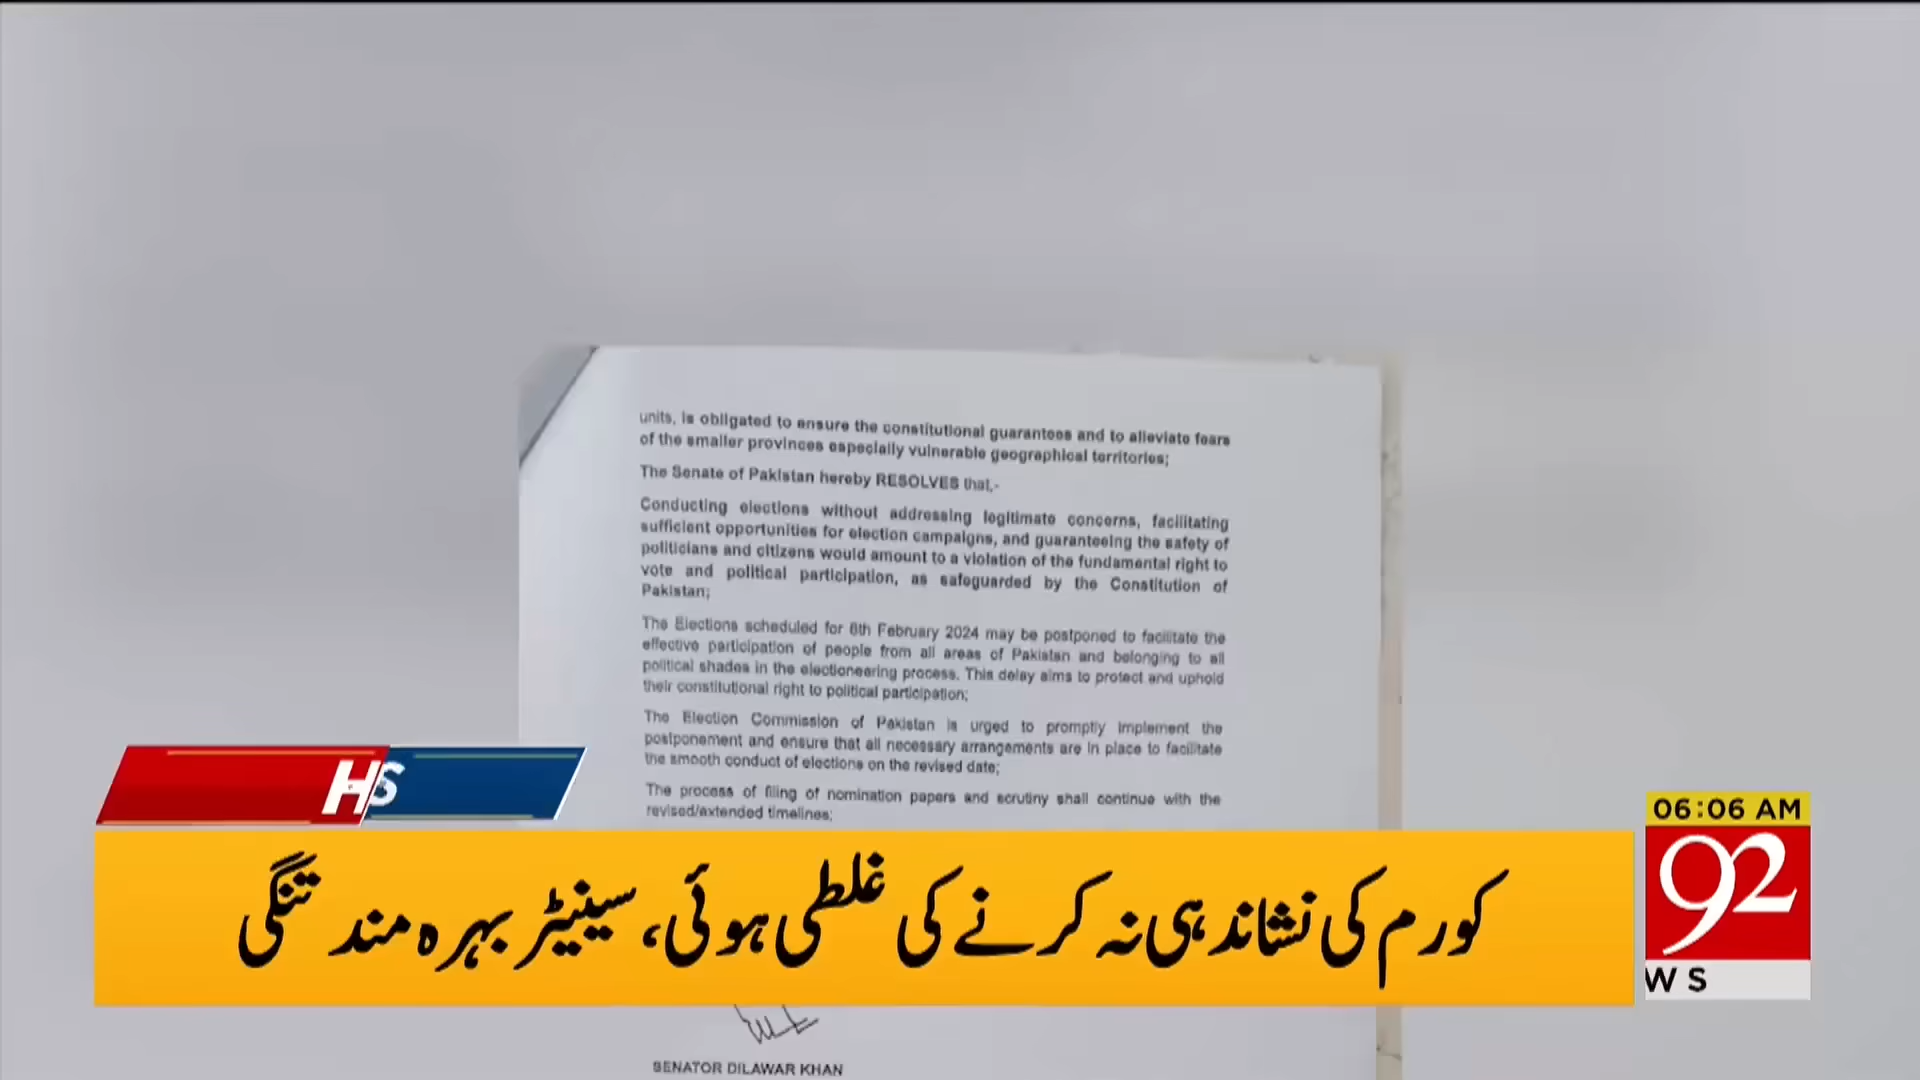 units, is obligated to ensure the constitutional guarantees and to alleviate fears
of the smaller provinces especially vulnerable geographical territories;
The Senate of Pakistan hereby RESOLVES that,-
Conducting elections without addressing legitimate concerns, facilitating
sufficient opportunities for election campaigns, and guaranteeing the safety of
politicians and citizens would amount to a violation of the fundamental right to
vote and political participation, as safeguarded by the Constitution of
Pakistan;
The Elections scheduled for 8th February 2024 may be postponed to facilitate the
effective participation of people from all areas of Pakistan and belonging to all
political shades in the electioneering process. This delay aims to protect and uphold
their constitutional right to political participation;
The Election Commission of Pakistan is urged to promptly implement the
postponement and ensure that all necessary arrangements are in place to facilitate
the smooth conduct of elections on the revised date;
The process of filing of nomination papers and scrutiny shall continue with the
revised/extended timelines;
HS
06:06 AM
92
WS
کورم کی نشاندہی نہ کرنے کی غلطی ہوئی، سینیٹر بہرہ مند تنگی
SENATOR DILAWAR KHAN